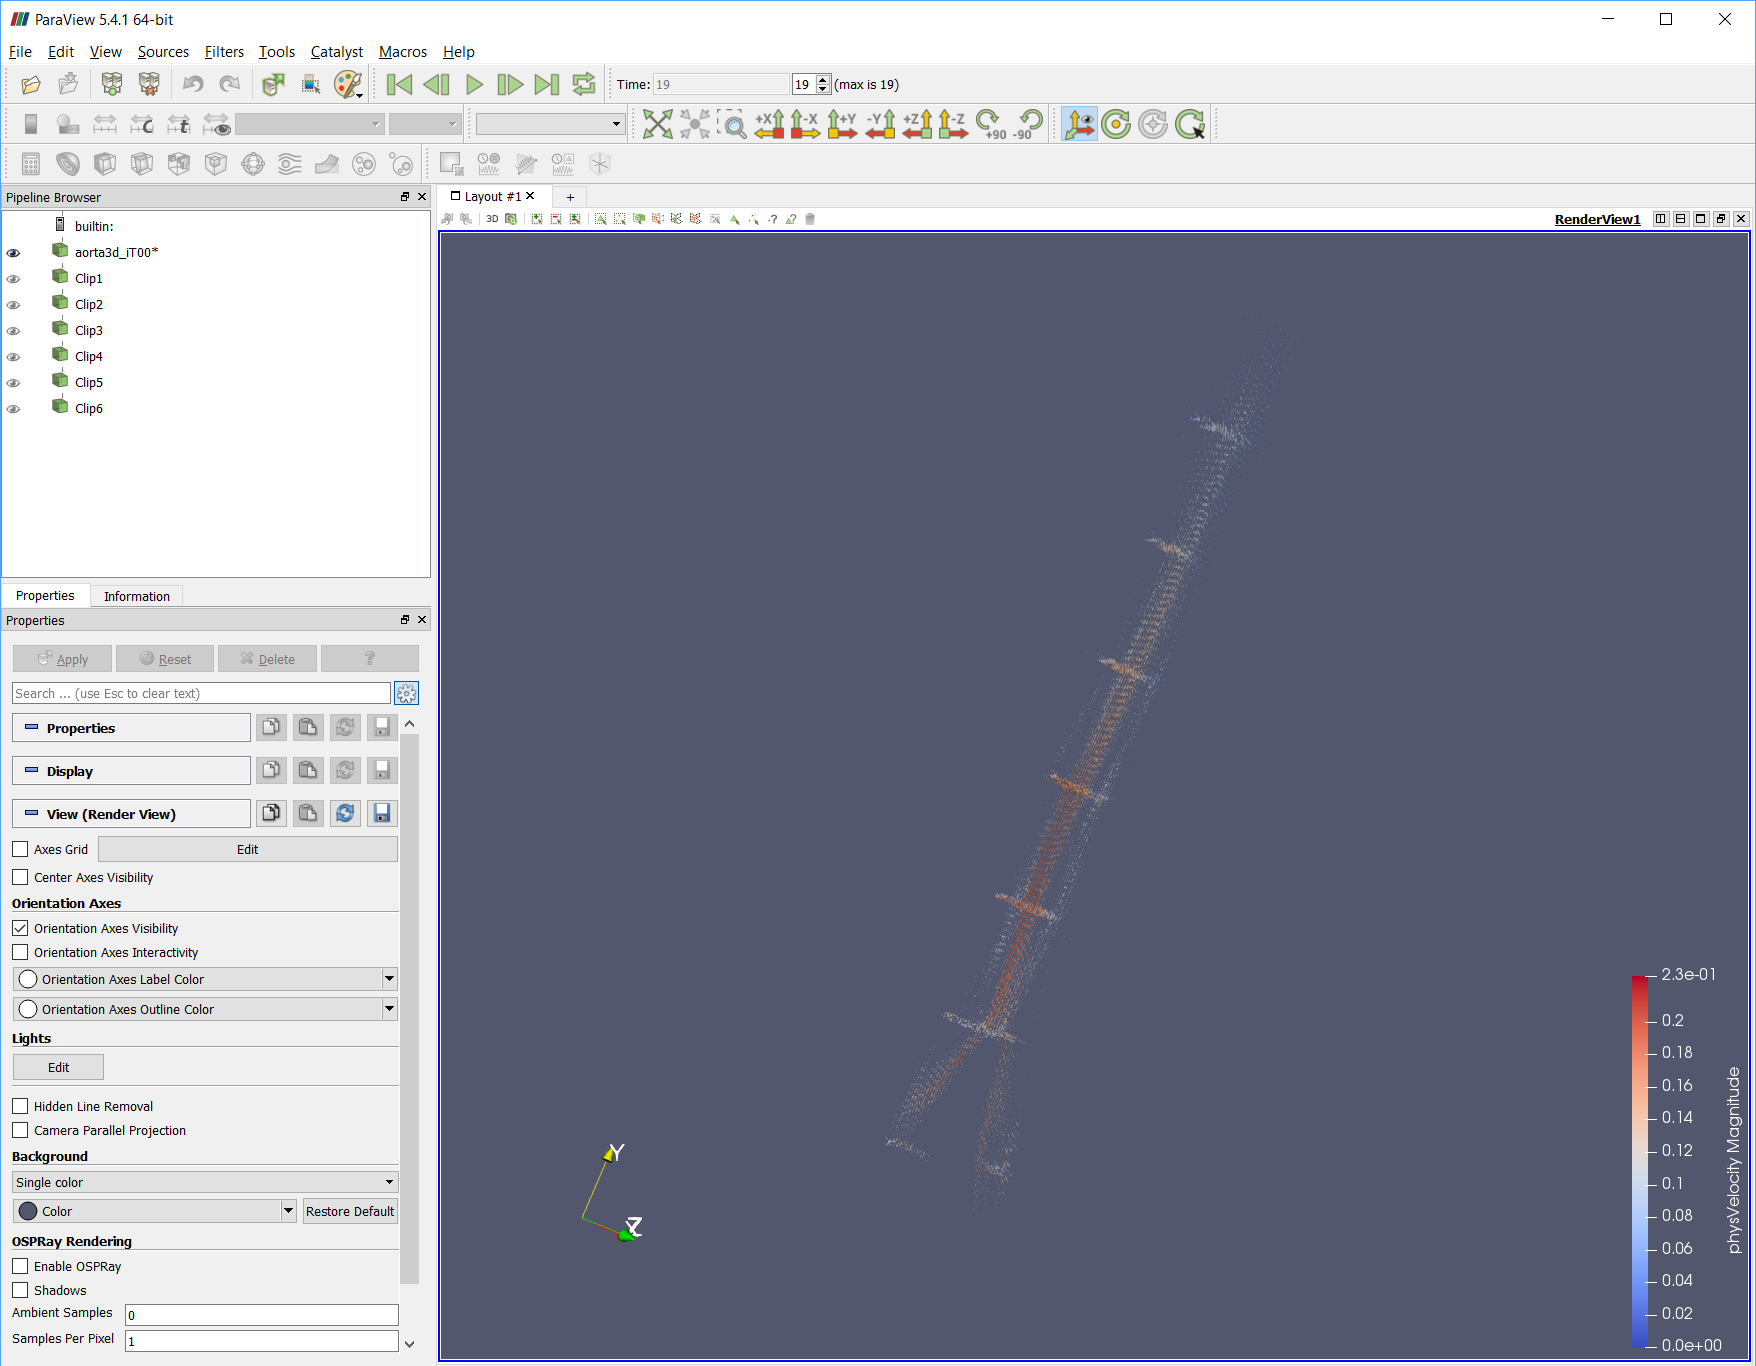 ParaView 5.4.1 64-bit
File Edit View Sources Filters Tools Catalyst Macros Help
Time: 19 19 (max is 19)
+X -X +Y -Y +Z -Z +90 -90
Pipeline Browser
builtin:
aorta3d_iT00*
Clip1
Clip2
Clip3
Clip4
Clip5
Clip6
Properties Information
Properties
Apply Reset Delete ?
Search ... (use Esc to clear text)
Properties
Display
View (Render View)
Axes Grid Edit
Center Axes Visibility
Orientation Axes
Orientation Axes Visibility
Orientation Axes Interactivity
Orientation Axes Label Color
Orientation Axes Outline Color
Lights
Edit
Hidden Line Removal
Camera Parallel Projection
Background
Single color
Color Restore Default
OSPRay Rendering
Enable OSPRay
Shadows
Ambient Samples 0
Samples Per Pixel 1
Layout #1 +
3D
RenderView1
Y
Z
2.3e-01
0.2
0.18
0.16
0.14
0.12
0.1
0.08
0.06
0.04
0.02
0.0e+00
physVelocity Magnitude